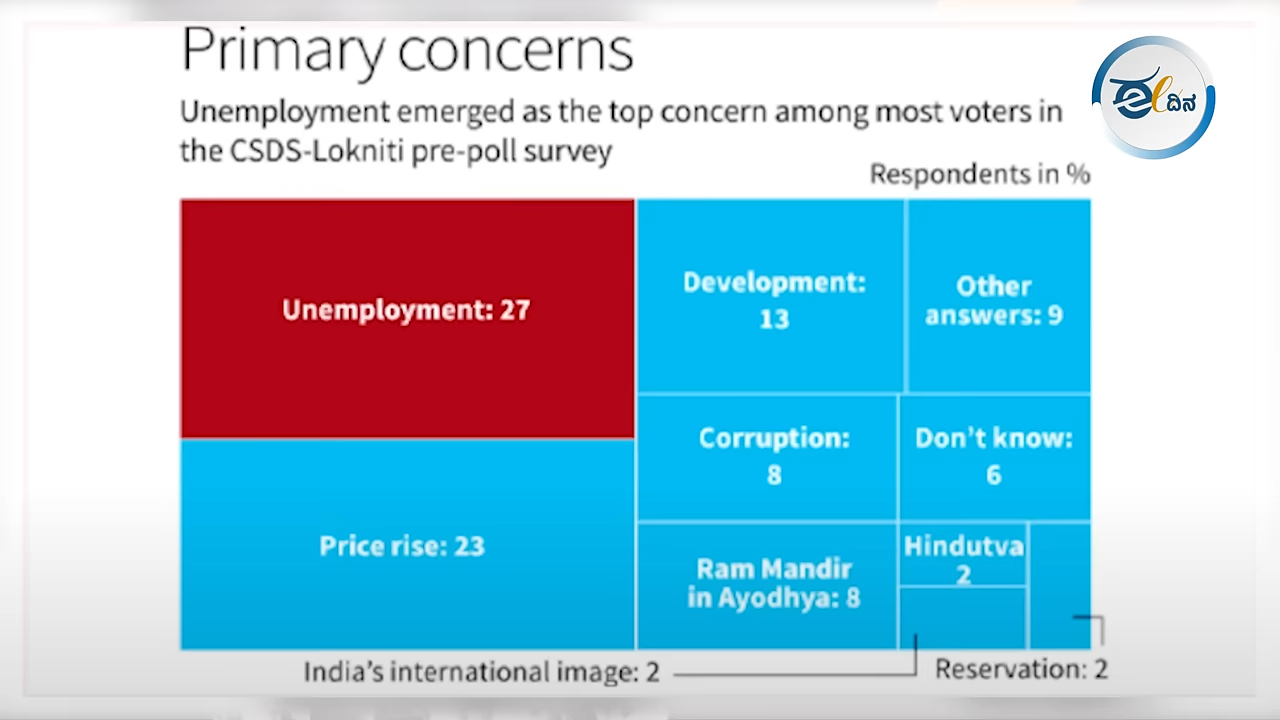 Primary concerns
ಈದಿನ
Unemployment emerged as the top concern among most voters in
the CSDS-Lokniti pre-poll survey
Respondents in %
Unemployment: 27
Development:
13
Other
answers: 9
Corruption:
8
Don't know:
6
Price rise: 23
Ram Mandir
in Ayodhya: 8
Hindutva
2
India's international image: 2
Reservation: 2